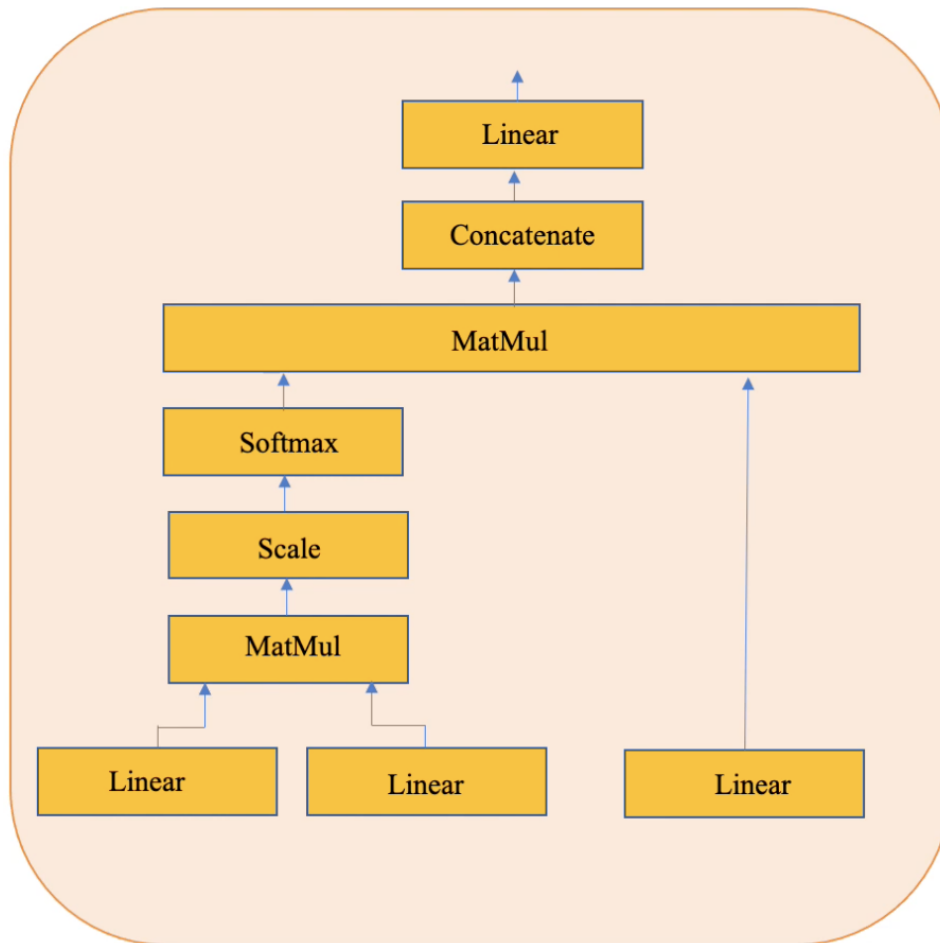 Linear
Concatenate
MatMul
Softmax
Scale
MatMul
Linear
Linear
Linear